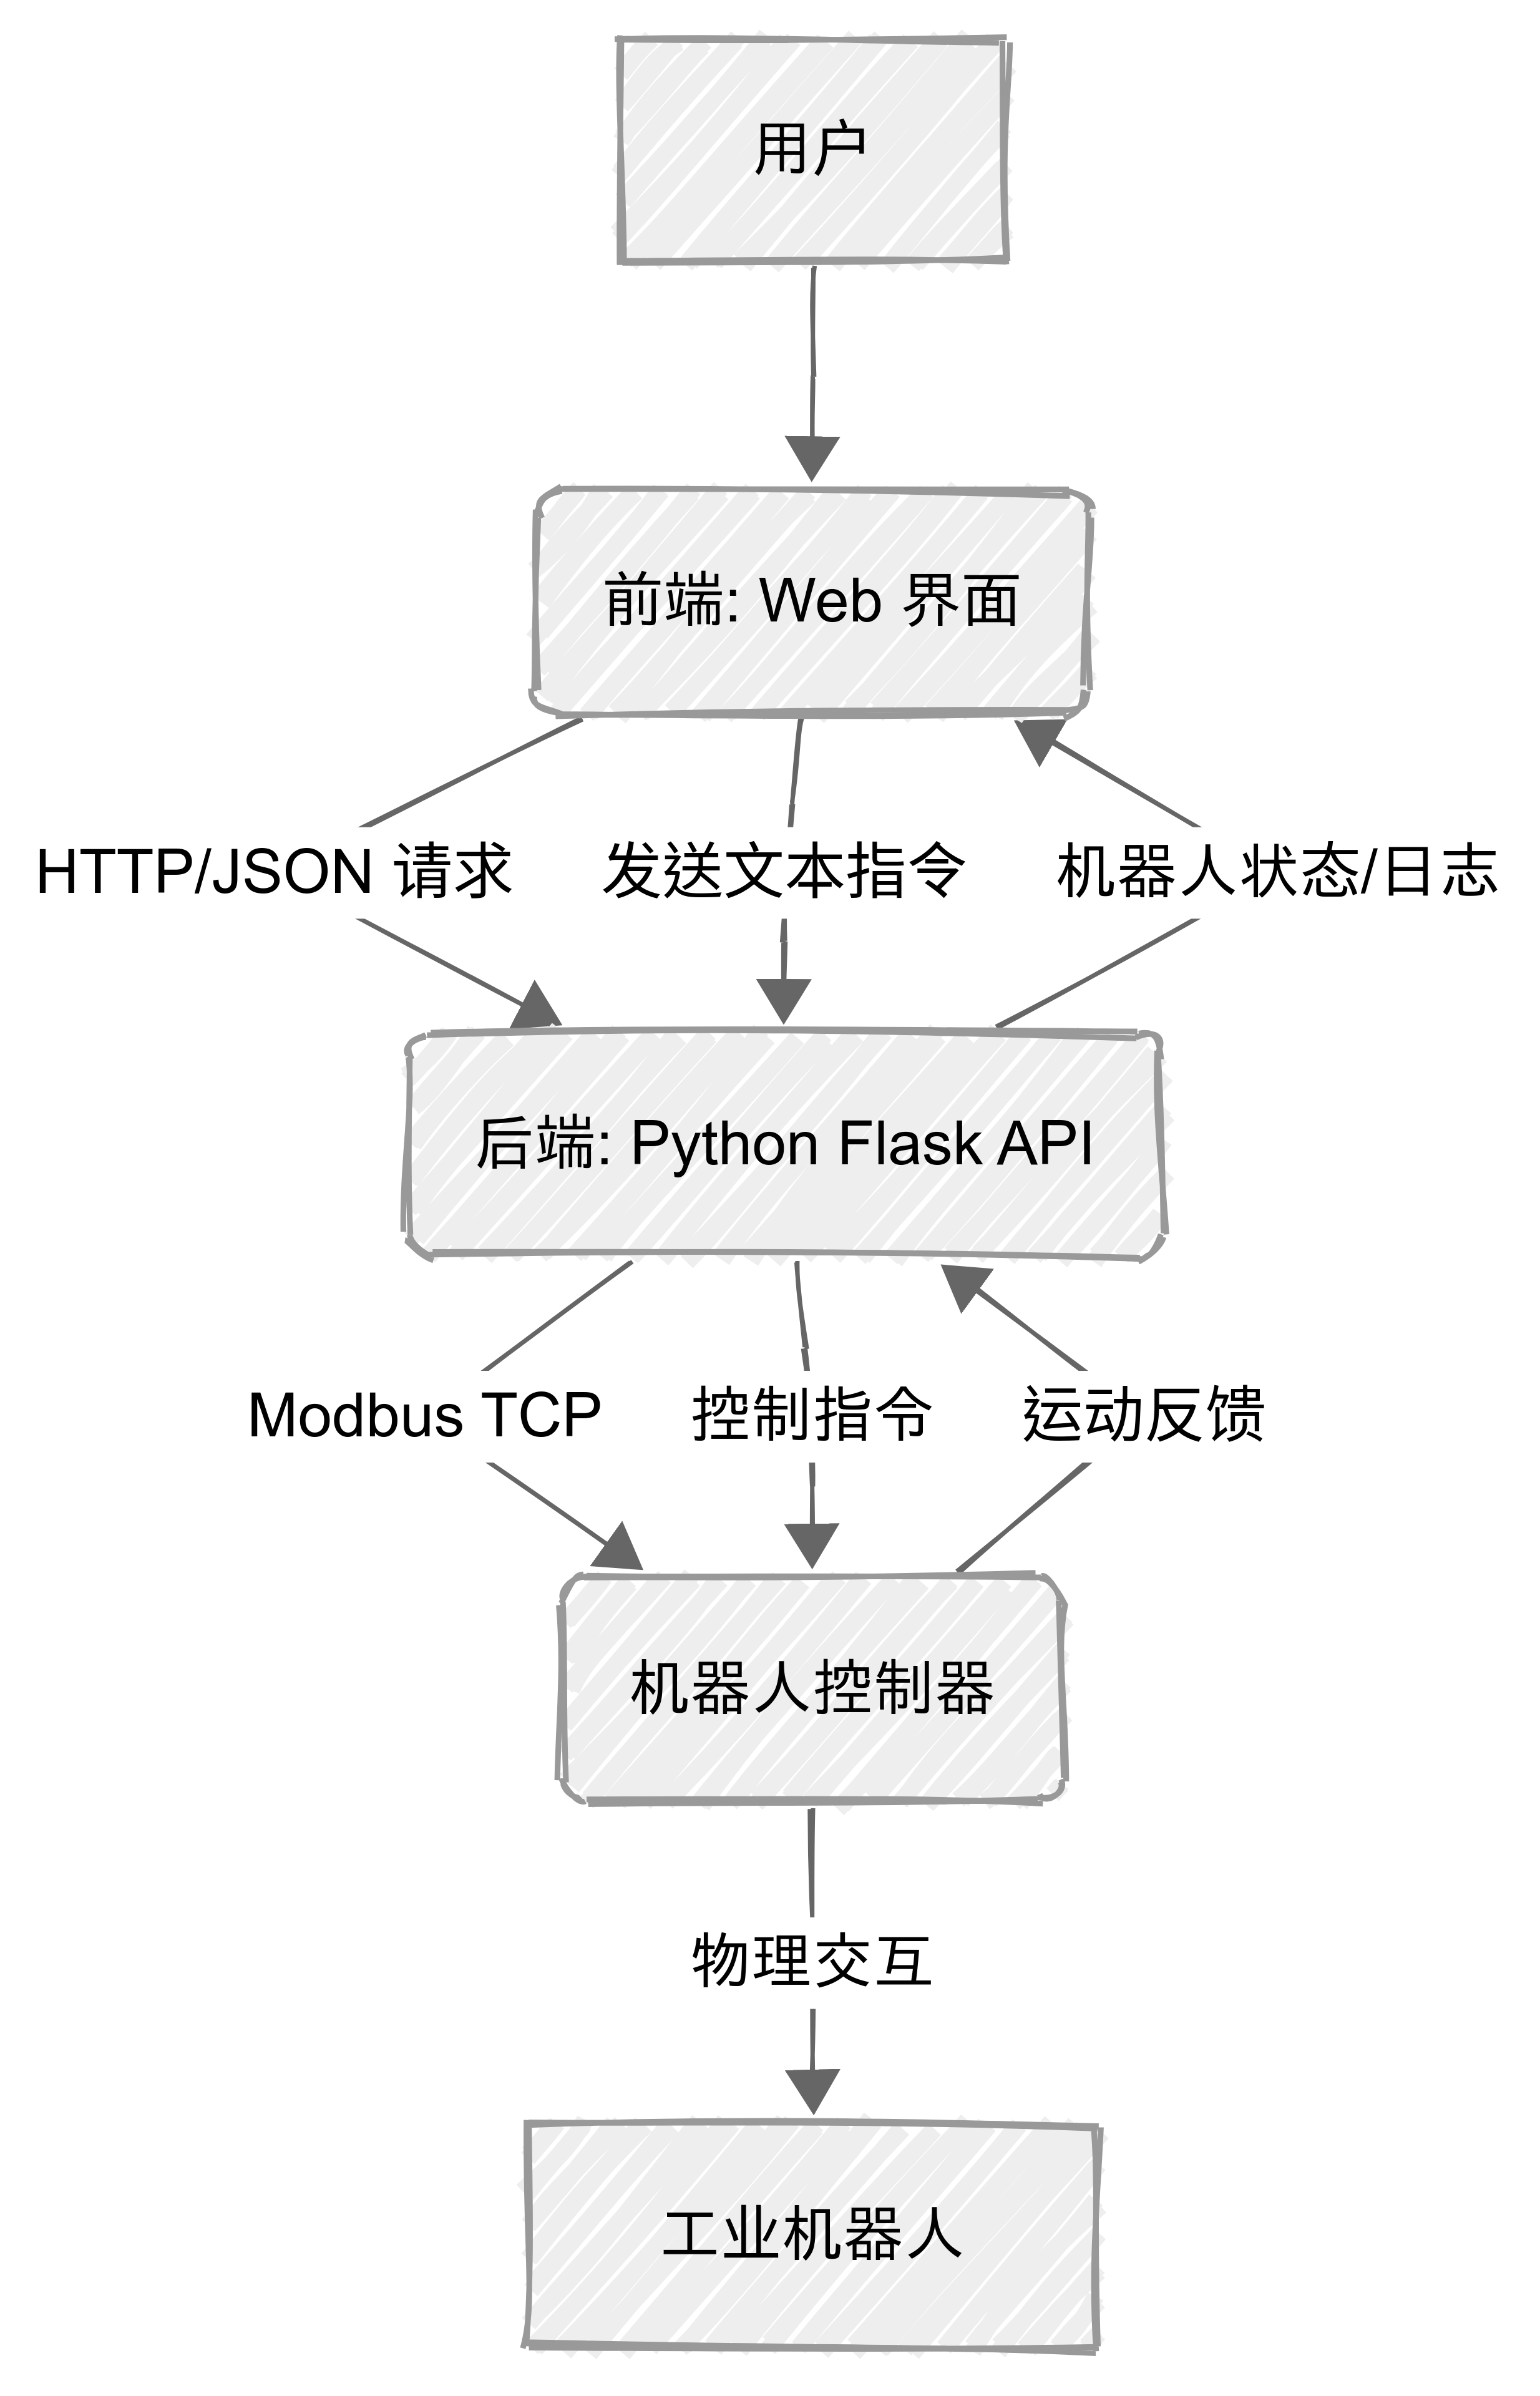 用户
前端: Web 界面
HTTP/JSON 请求
发送文本指令
机器人状态/日志
后端: Python Flask API
Modbus TCP
控制指令
运动反馈
机器人控制器
物理交互
工业机器人